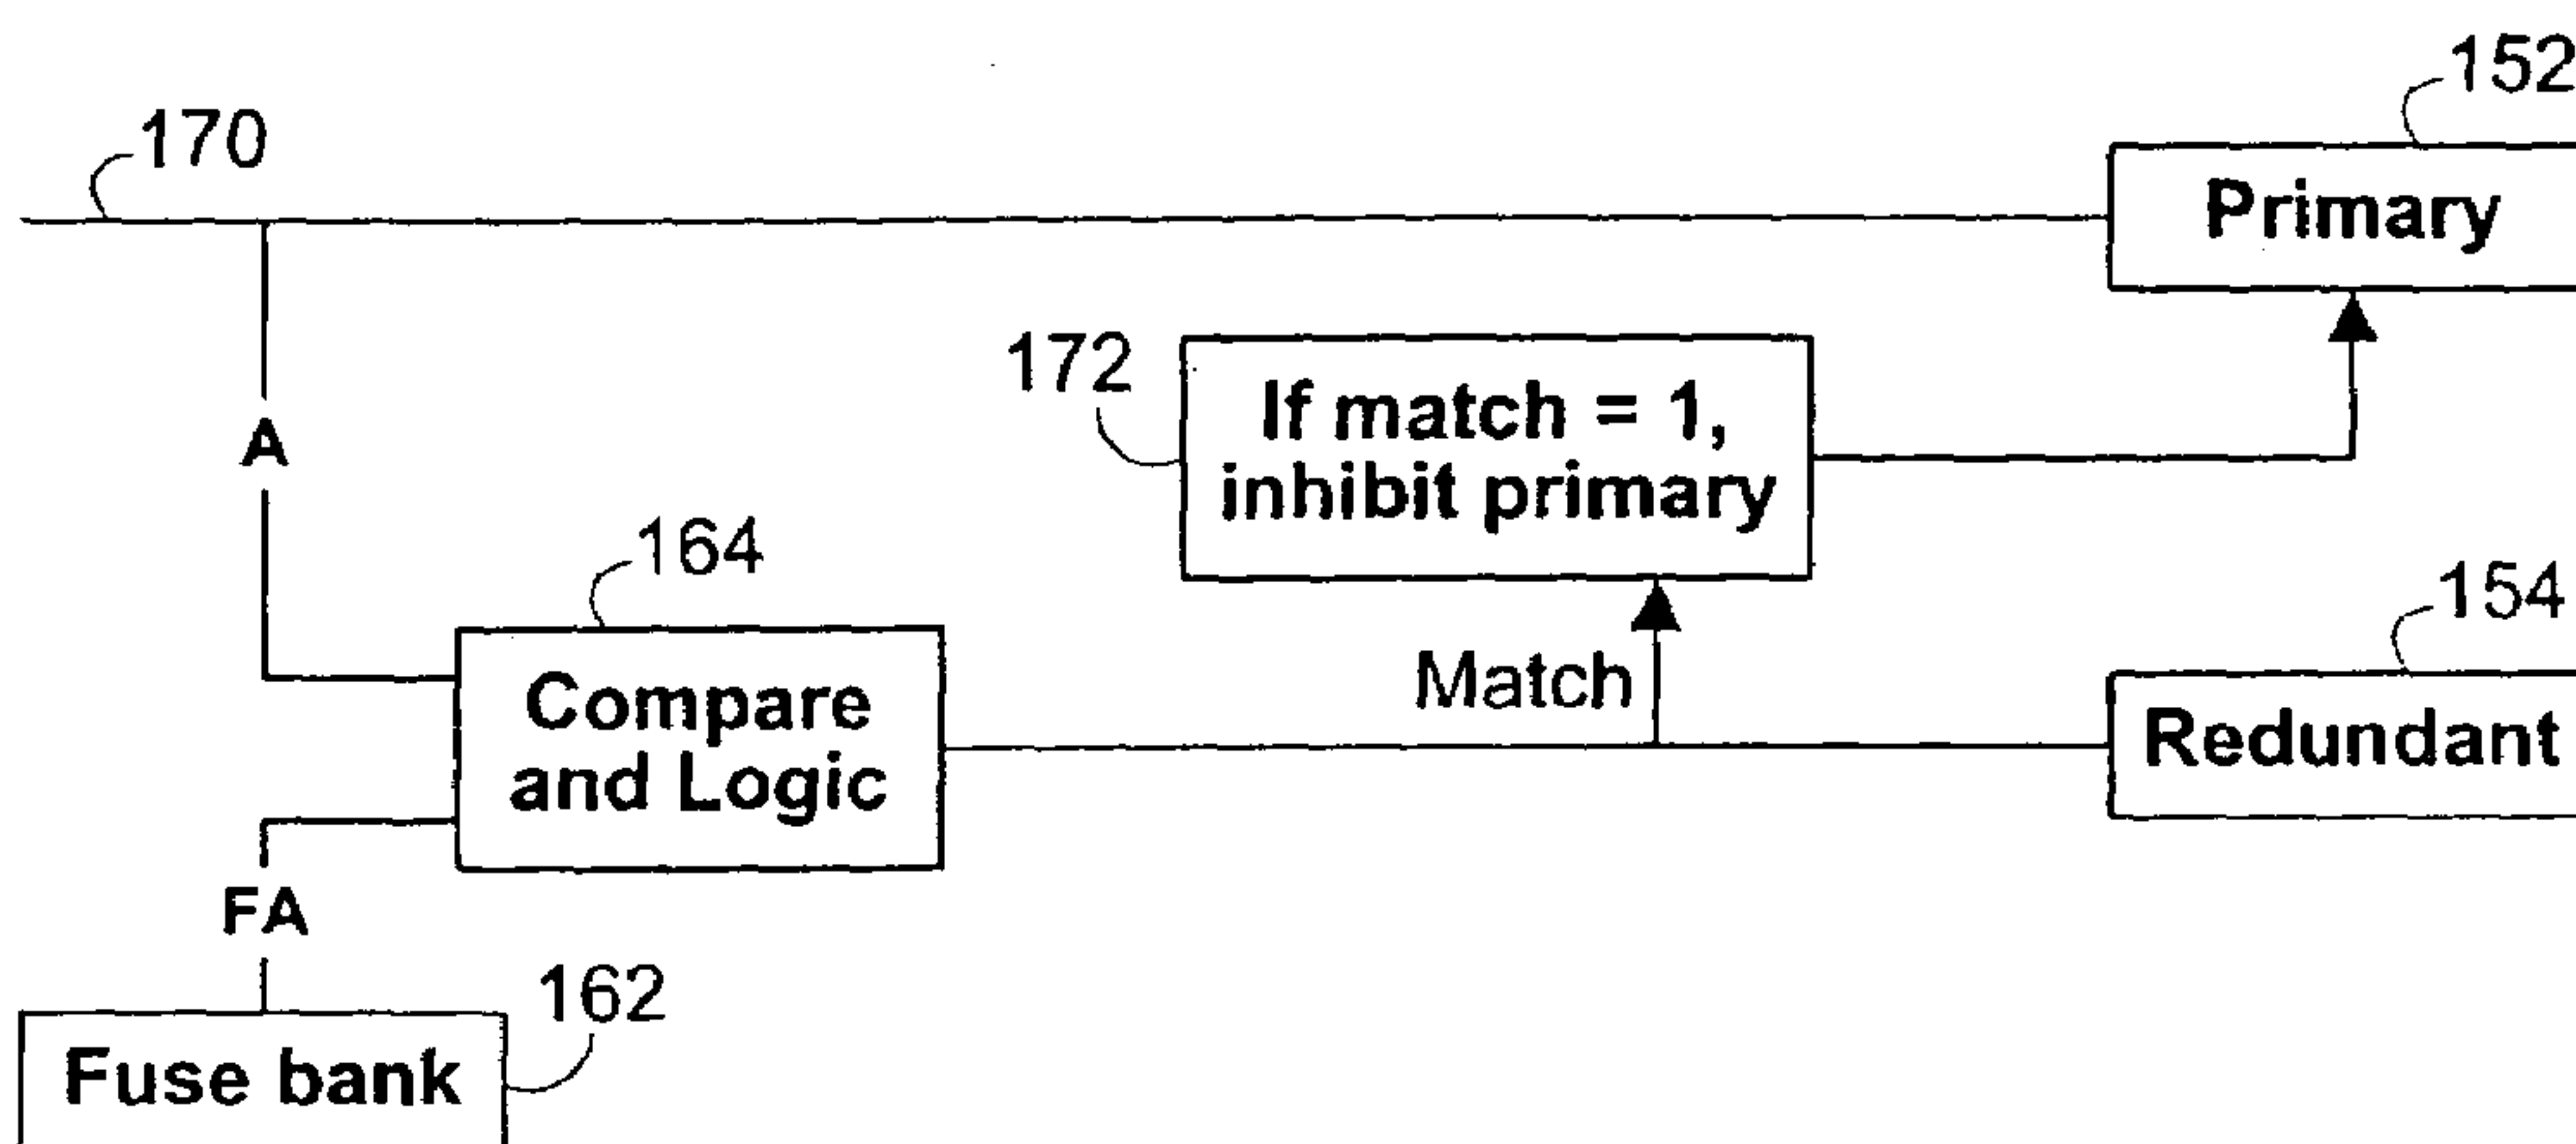 152
170
Primary
172
If match = 1,
inhibit primary
A
164
154
Match
Compare
and Logic
Redundant
FA
162
Fuse bank